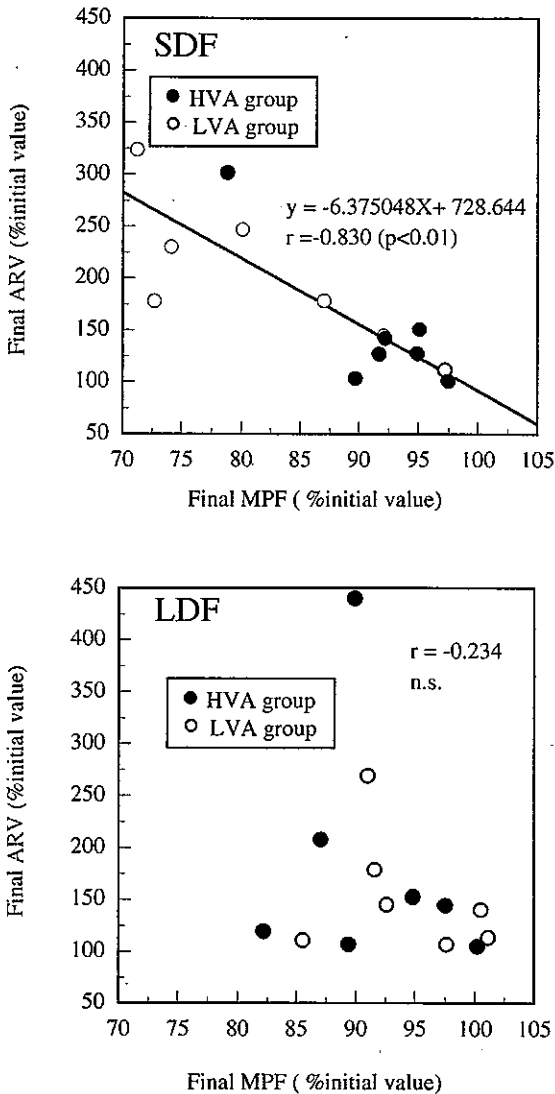 SDF
450
400
350
300
250
200
150
100
50
Final ARV (%initial value)
HVA group
LVA group
y = -6.375048X+ 728.644
r =-0.830 (p<0.01)
70 75 80 85 90 95 100 105
Final MPF ( %initial value)
LDF
450
400
350
300
250
200
150
100
50
Final ARV (%initial value)
r = -0.234
n.s.
HVA group
LVA group
70 75 80 85 90 95 100 105
Final MPF ( %initial value)